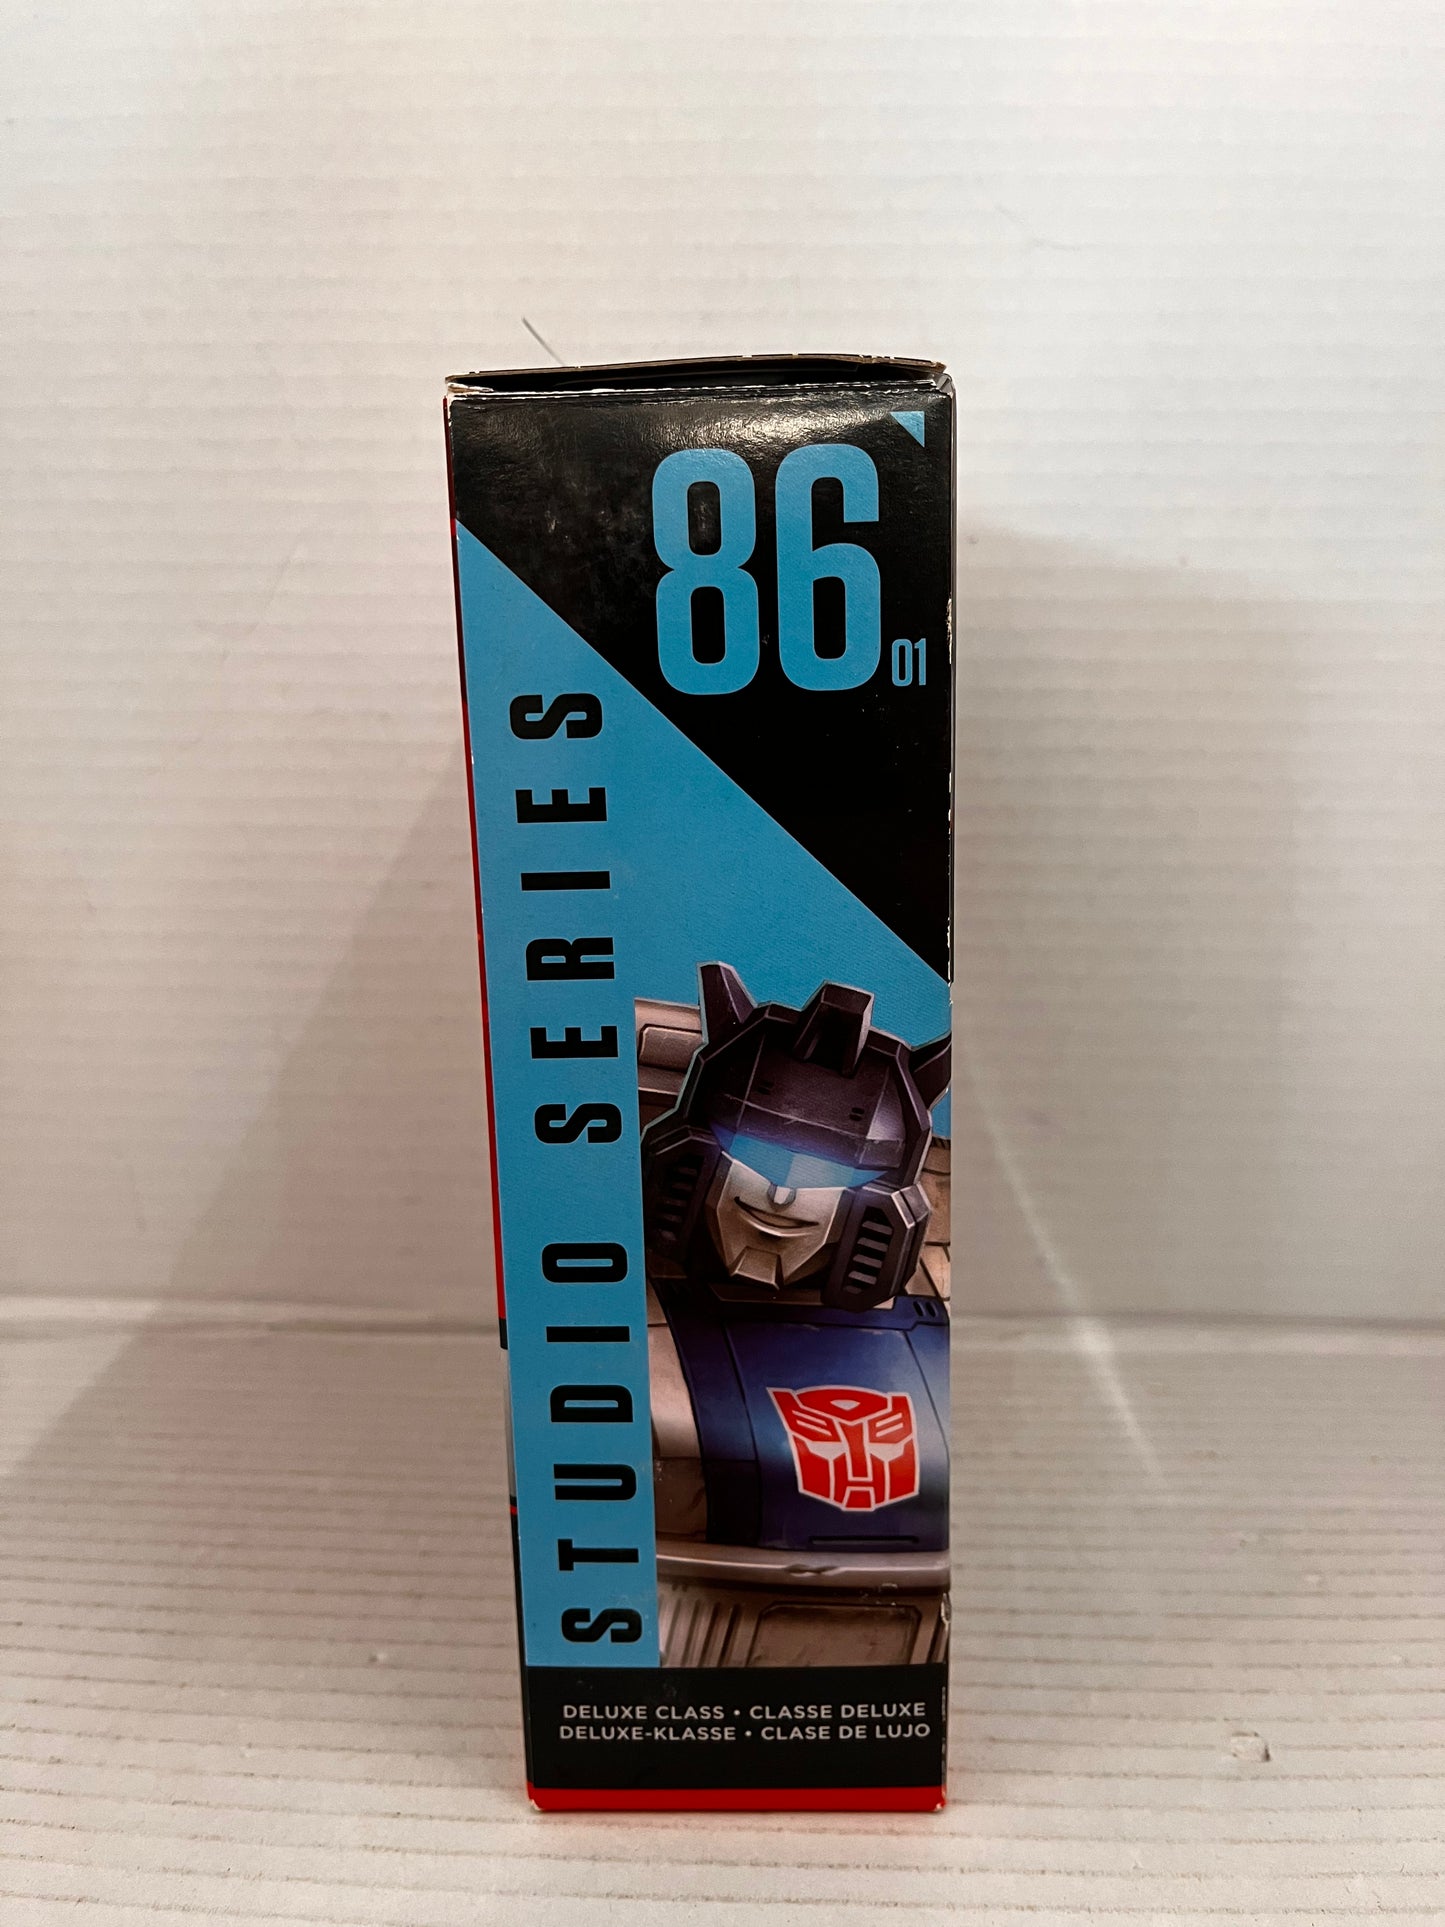 86
01
STUDIO SERIES
DELUXE CLASS • CLASSE DELUXE
DELUXE-KLASSE • CLASE DE LUJO